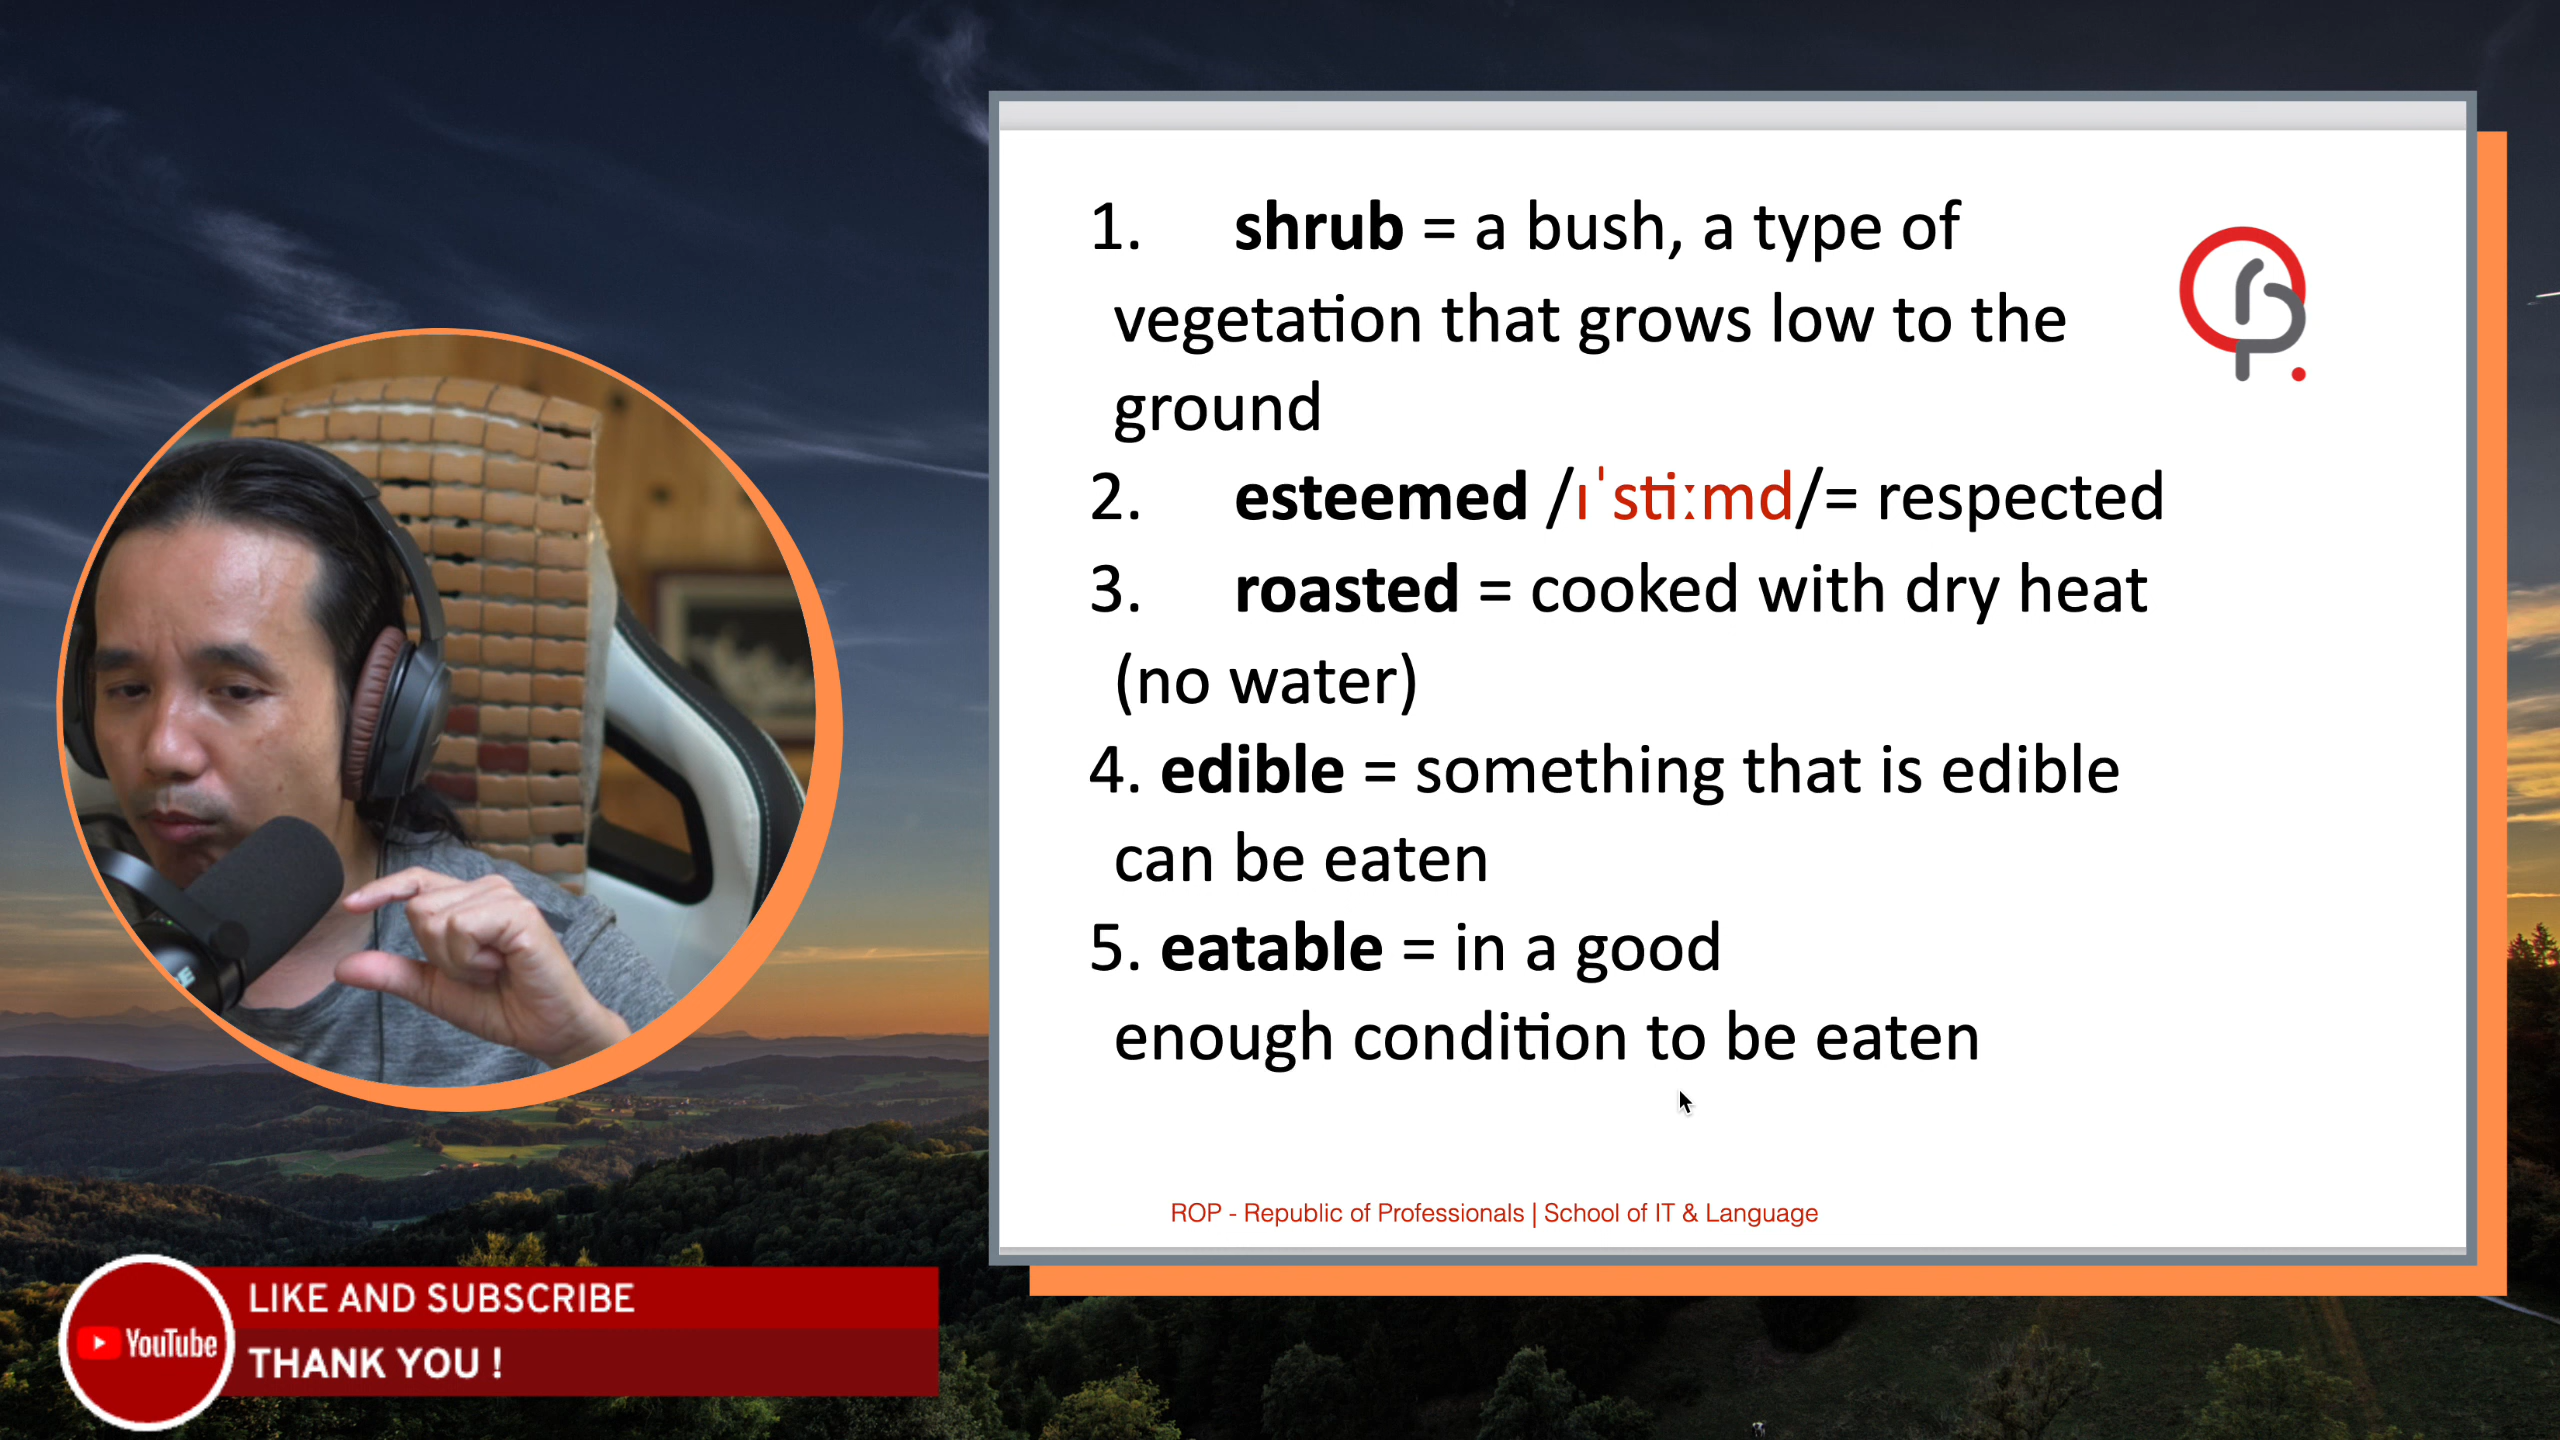 1. shrub = a bush, a type of
vegetation that grows low to the
ground
2. esteemed /ɪˈstiːmd/= respected
3. roasted = cooked with dry heat
(no water)
4. edible = something that is edible
can be eaten
5. eatable = in a good
enough condition to be eaten
ROP - Republic of Professionals | School of IT & Language
LIKE AND SUBSCRIBE
YouTube
THANK YOU !